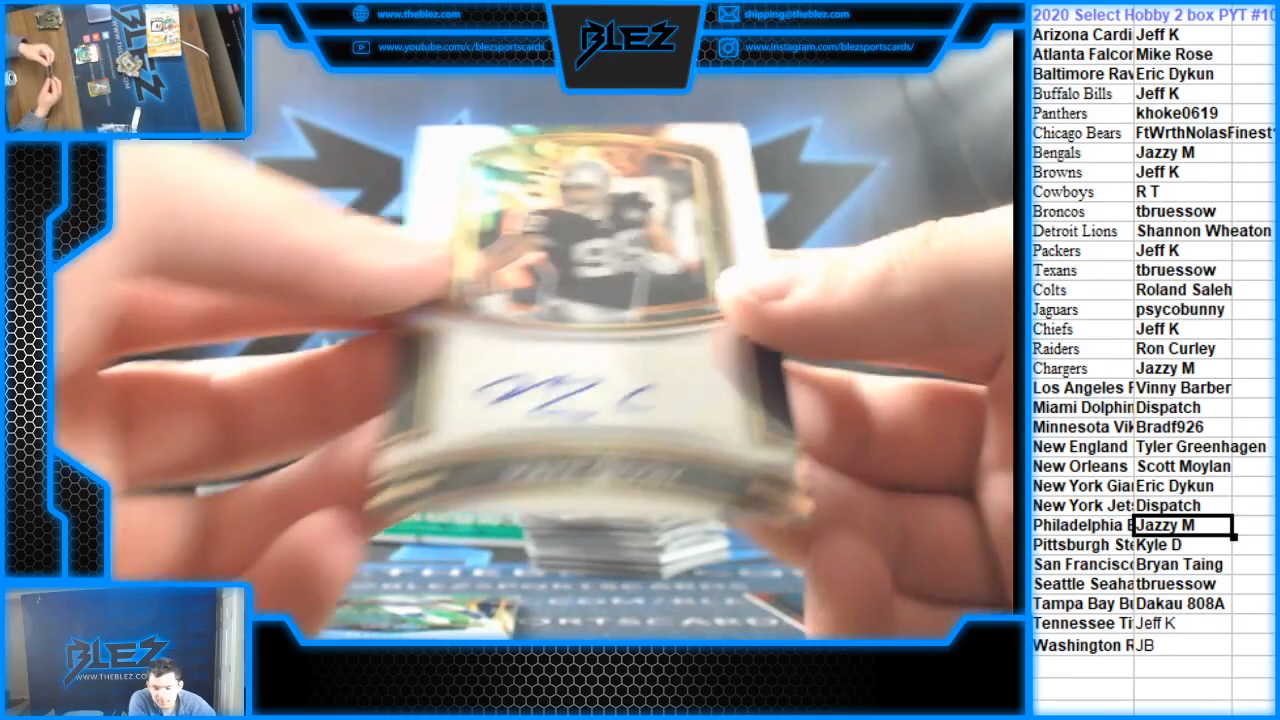 www.theblez.com
www.youtube.com/c/blezsportscards
BLEZ
shipping@theblez.com
www.instagram.com/blezsportscards/
2020 Select Hobby 2 box PYT #10
Arizona Cardi Jeff K
Atlanta Falcor Mike Rose
Baltimore Rav Eric Dykun
Buffalo Bills Jeff K
Panthers khoke0619
Chicago Bears FtWrthNolasFinest
Bengals Jazzy M
Browns Jeff K
Cowboys R T
Broncos tbruessow
Detroit Lions Shannon Wheaton
Packers Jeff K
Texans tbruessow
Colts Roland Saleh
Jaguars psycobunny
Chiefs Jeff K
Raiders Ron Curley
Chargers Jazzy M
Los Angeles F Vinny Barber
Miami Dolphin Dispatch
Minnesota Vik Bradf926
New England Tyler Greenhagen
New Orleans Scott Moylan
New York Giar Eric Dykun
New York Jets Dispatch
Philadelphia E Jazzy M
Pittsburgh Ste Kyle D
San Francisco Bryan Taing
Seattle Seaha tbruessow
Tampa Bay Bu Dakau 808A
Tennessee Ti Jeff K
Washington R JB
BLEZ
WWW.THEBLEZ.CO